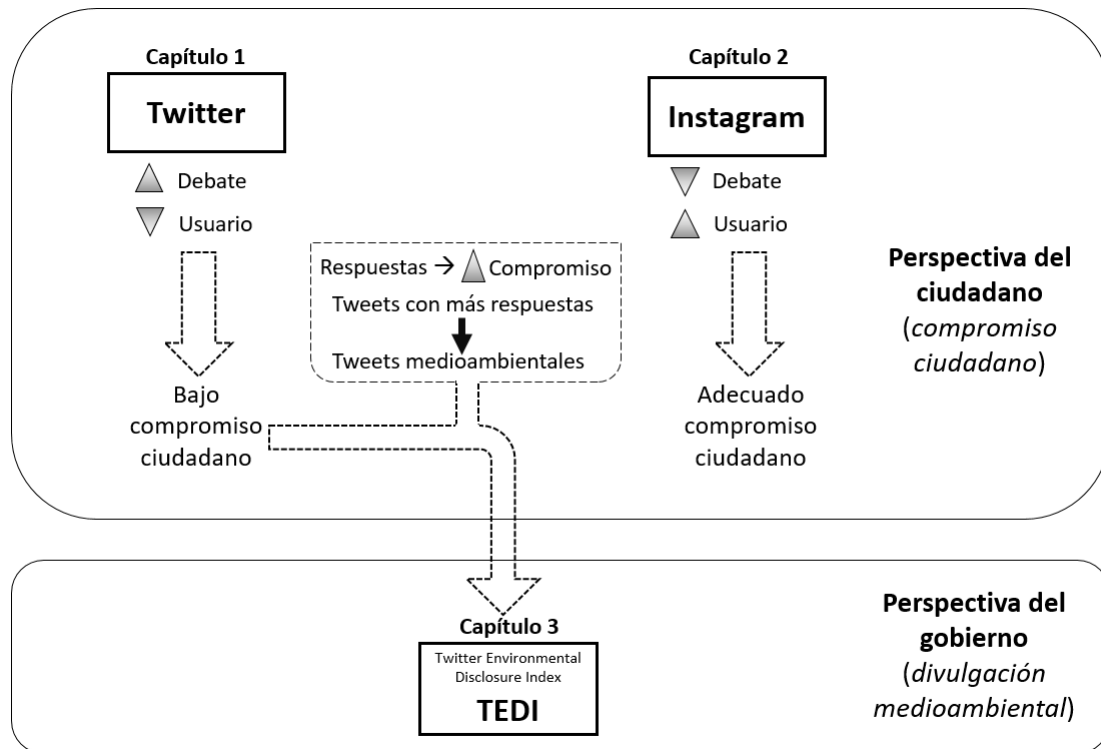 Capítulo 1
Twitter
Debate
Usuario
Bajo
compromiso
ciudadano
Respuestas → Compromiso
Tweets con más respuestas
Tweets medioambientales
Capítulo 2
Instagram
Debate
Usuario
Adecuado
compromiso
ciudadano
Perspectiva del
ciudadano
(compromiso
ciudadano)
Capítulo 3
Twitter Environmental
Disclosure Index
TEDI
Perspectiva del
gobierno
(divulgación
medioambiental)